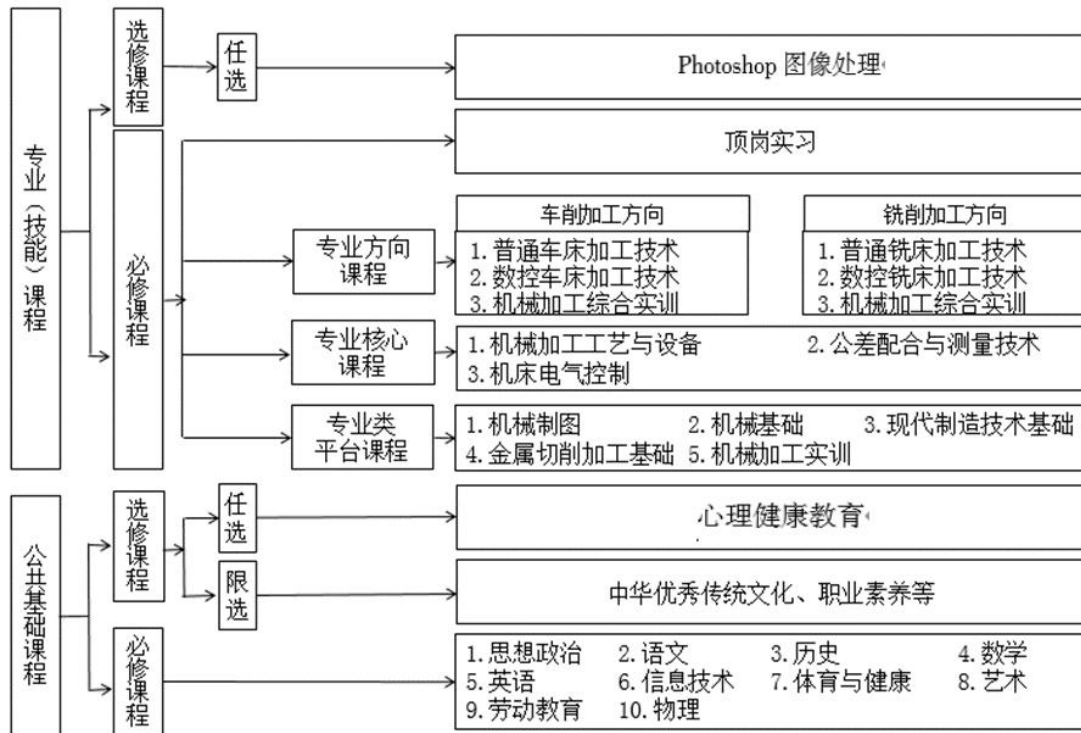 专业（技能）课程
选修课程
任选
Photoshop 图像处理
必修课程
顶岗实习
专业方向
课程
车削加工方向
1.普通车床加工技术
2.数控车床加工技术
3.机械加工综合实训
铣削加工方向
1.普通铣床加工技术
2.数控铣床加工技术
3.机械加工综合实训
专业核心
课程
1.机械加工工艺与设备 2.公差配合与测量技术
3.机床电气控制
专业类
平台课程
1.机械制图 2.机械基础 3.现代制造技术基础
4.金属切削加工基础 5.机械加工实训
公共基础课程
选修课程
任选
心理健康教育
限选
中华优秀传统文化、职业素养等
必修课程
1.思想政治 2.语文 3.历史 4.数学
5.英语 6.信息技术 7.体育与健康 8.艺术
9.劳动教育 10.物理